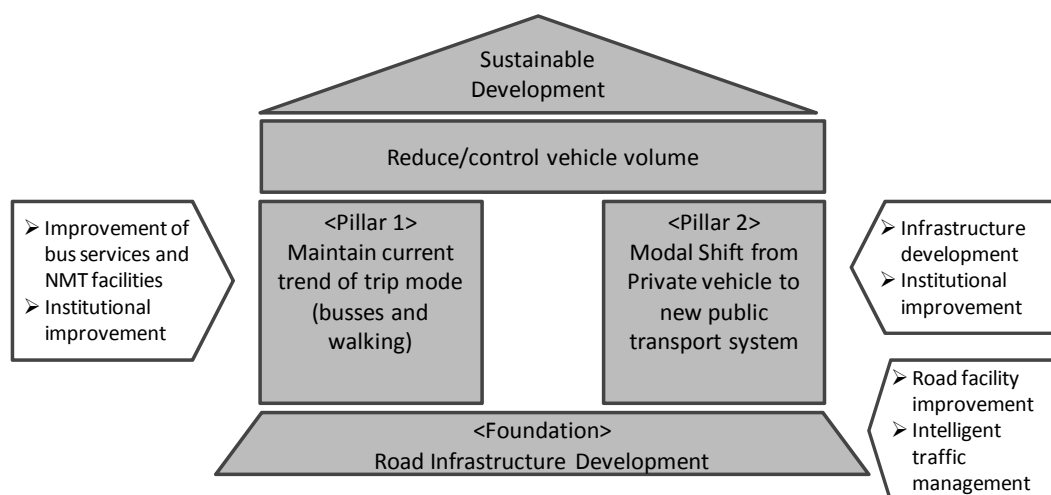 Sustainable
Development
Reduce/control vehicle volume
➢ Improvement of
bus services and
NMT facilities
➢ Institutional
improvement
<Pillar 1>
Maintain current
trend of trip mode
(busses and
walking)
<Pillar 2>
Modal Shift from
Private vehicle to
new public
transport system
➢ Infrastructure
development
➢ Institutional
improvement
<Foundation>
Road Infrastructure Development
➢ Road facility
improvement
➢ Intelligent
traffic
management